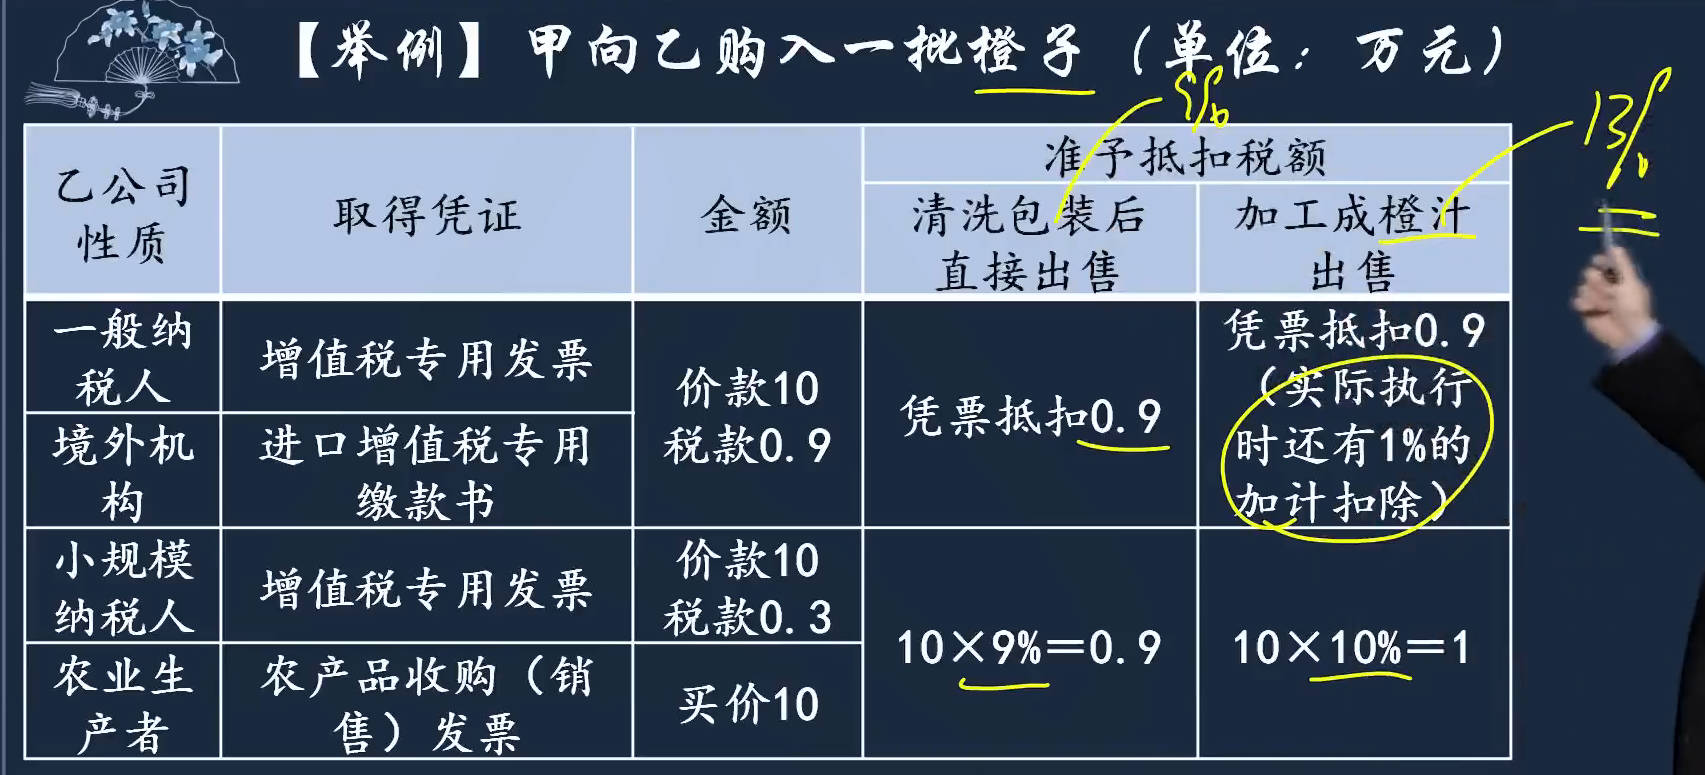 【举例】甲向乙购入一批橙子（单位：万元）
9%
13%
乙公司
性质
取得凭证
金额
准予抵扣税额
清洗包装后
直接出售
加工成橙汁
出售
一般纳
税人
增值税专用发票
价款10
税款0.9
凭票抵扣0.9
凭票抵扣0.9
（实际执行
时还有1%的
加计扣除）
境外机
构
进口增值税专用
缴款书
小规模
纳税人
增值税专用发票
价款10
税款0.3
10×9%=0.9
10×10%=1
农业生
产者
农产品收购（销
售）发票
买价10